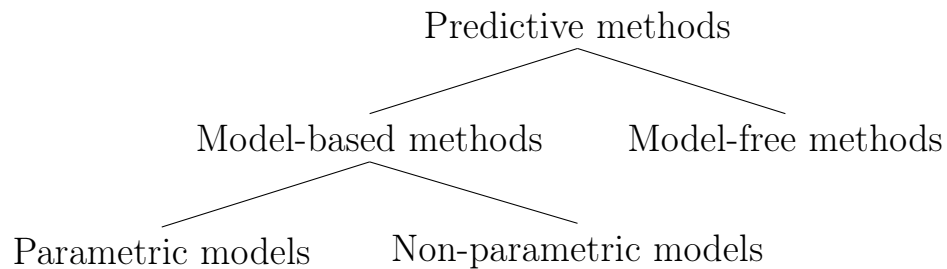 Predictive methods
Model-based methods
Model-free methods
Parametric models
Non-parametric models